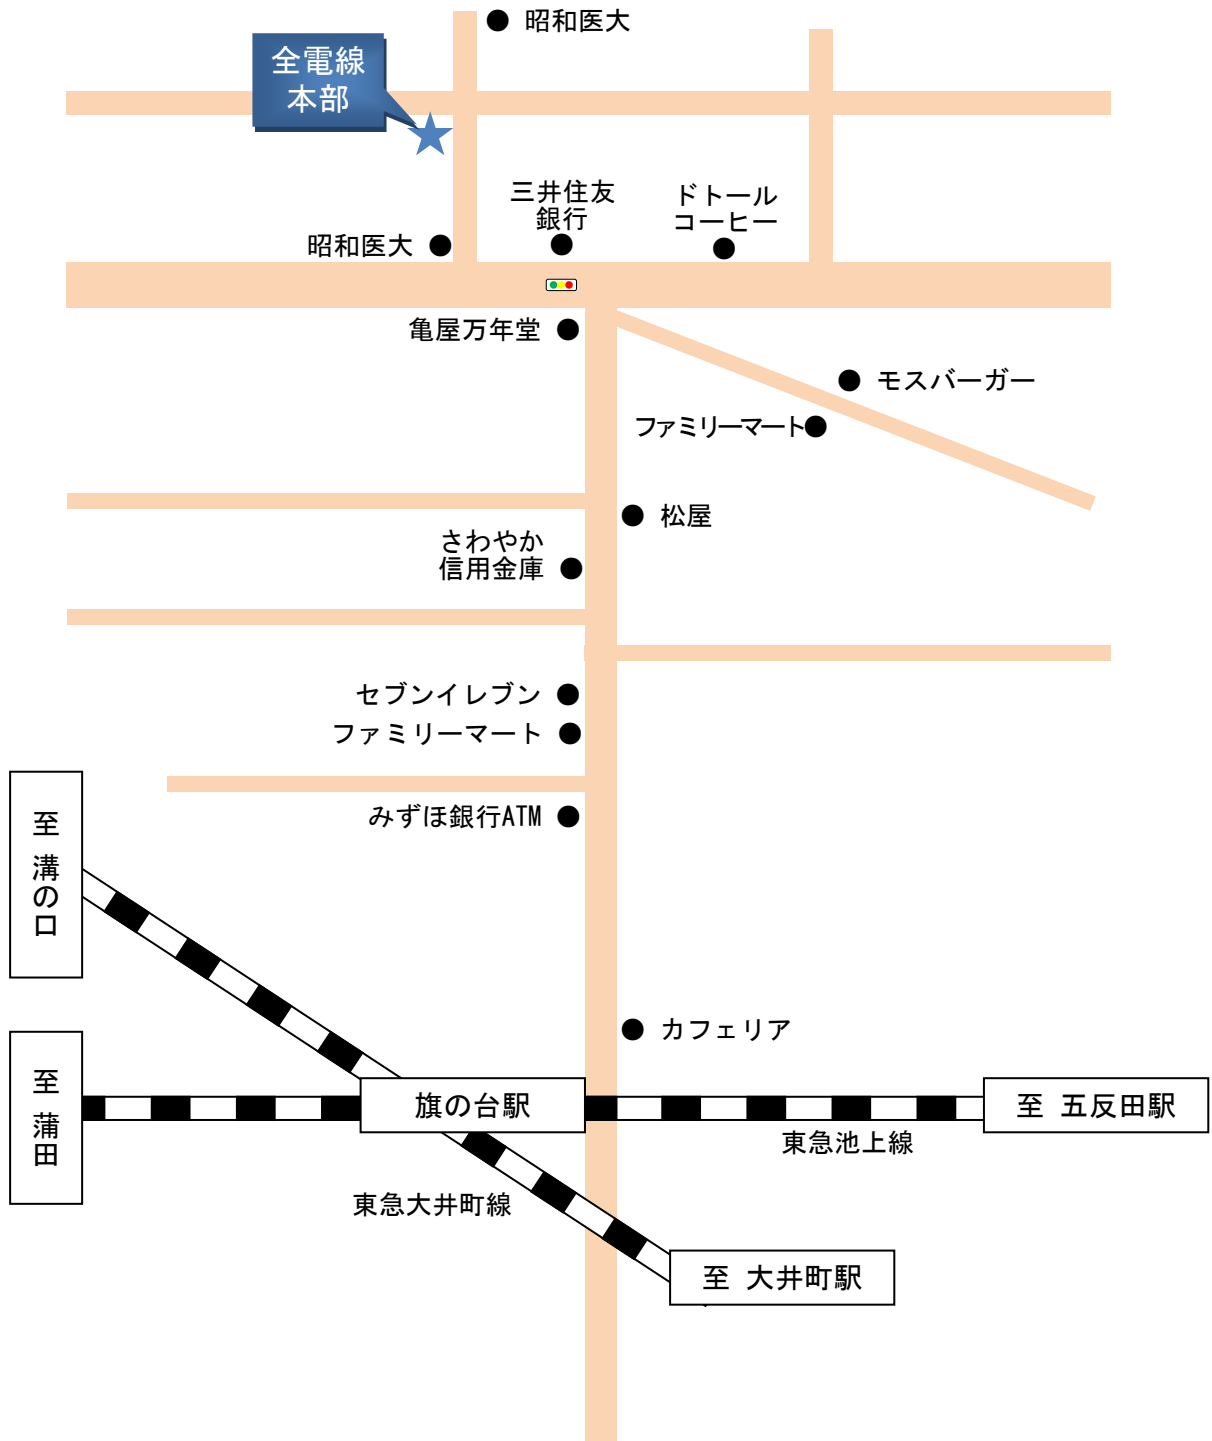 昭和医大
全電線
本部
三井住友
銀行
ドトール
コーヒー
昭和医大
亀屋万年堂
モスバーガー
ファミリーマート
松屋
さわやか
信用金庫
セブンイレブン
ファミリーマート
みずほ銀行ATM
至 溝の口
カフェリア
至 蒲田
旗の台駅
至 五反田駅
東急池上線
東急大井町線
至 大井町駅